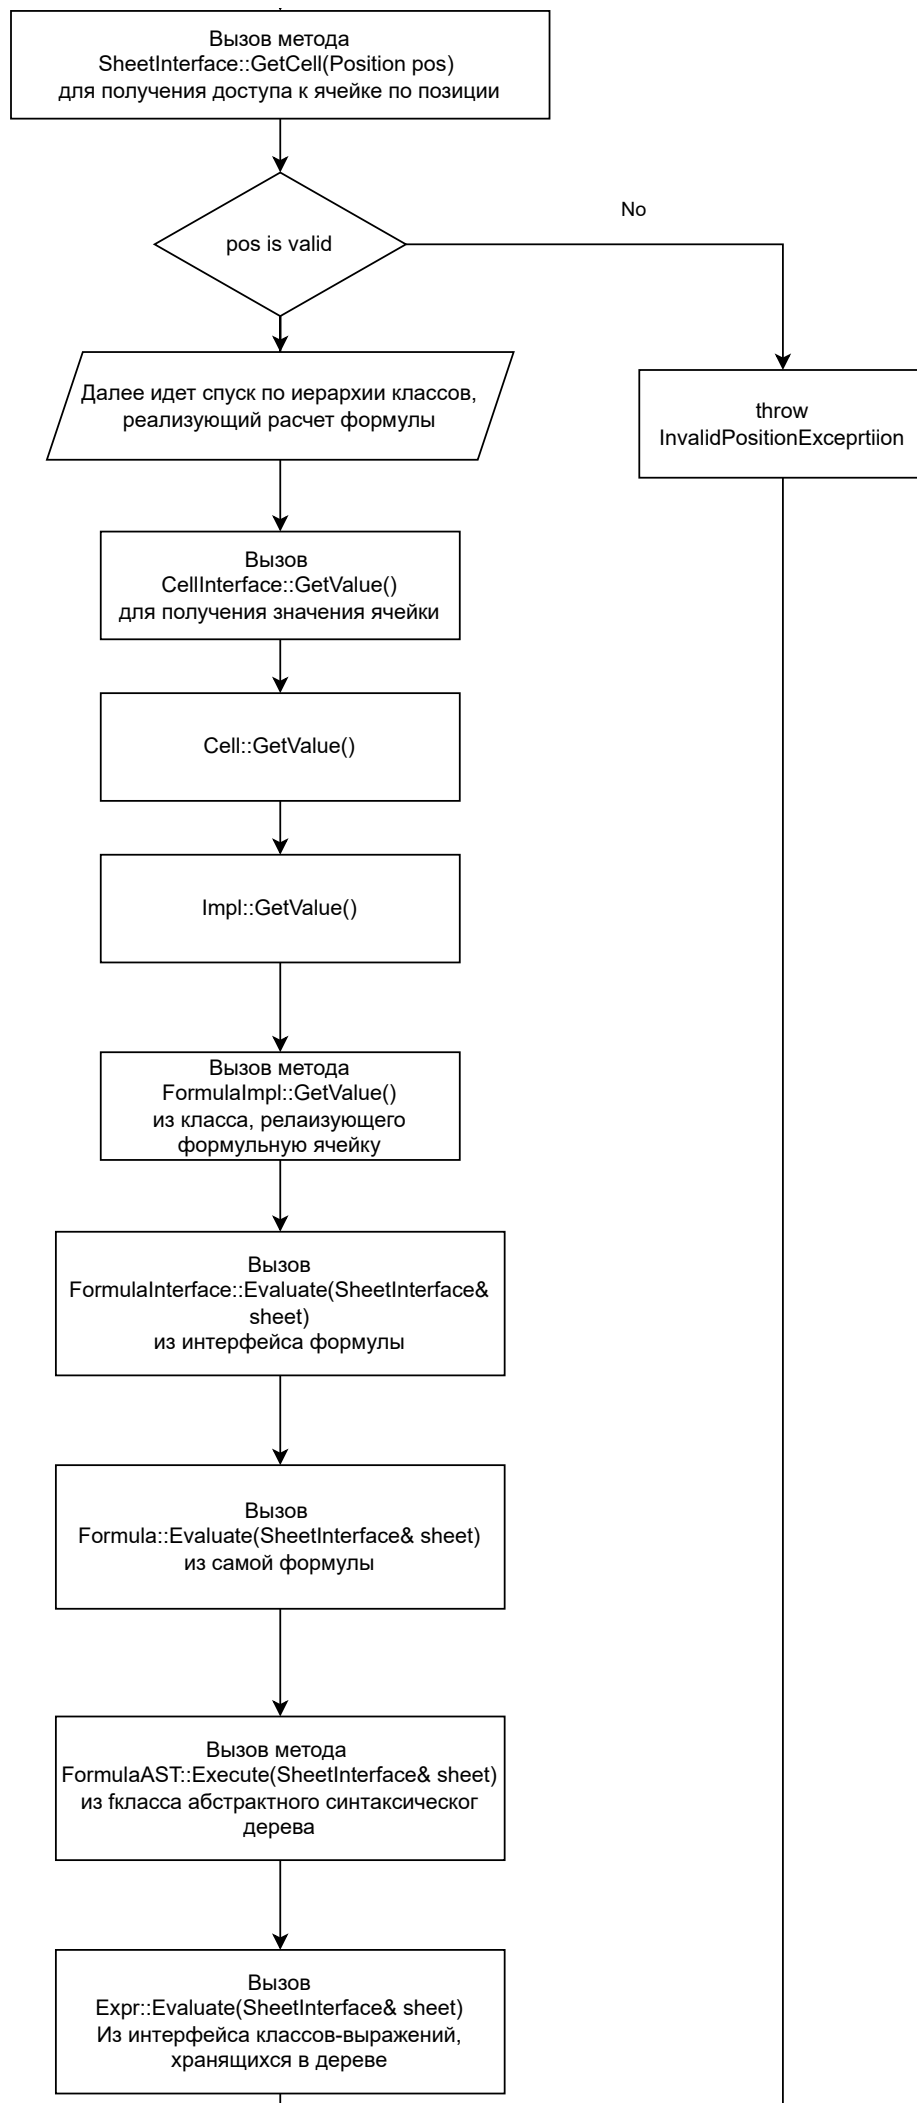 Вызов метода
SheetInterface::GetCell(Position pos)
для получения доступа к ячейке по позиции
No
pos is valid
Далее идет спуск по иерархии классов,
реализующий расчет формулы
throw
InvalidPositionExceprtiion
Вызов
CellInterface::GetValue()
для получения значения ячейки
Cell::GetValue()
Impl::GetValue()
Вызов метода
FormulaImpl::GetValue()
из класса, релаизующего
формульную ячейку
Вызов
FormulaInterface::Evaluate(SheetInterface&
sheet)
из интерфейса формулы
Вызов
Formula::Evaluate(SheetInterface& sheet)
из самой формулы
Вызов метода
FormulaAST::Execute(SheetInterface& sheet)
из fкласса абстрактного синтаксическог
дерева
Вызов
Expr::Evaluate(SheetInterface& sheet)
Из интерфейса классов-выражений,
хранящихся в дереве